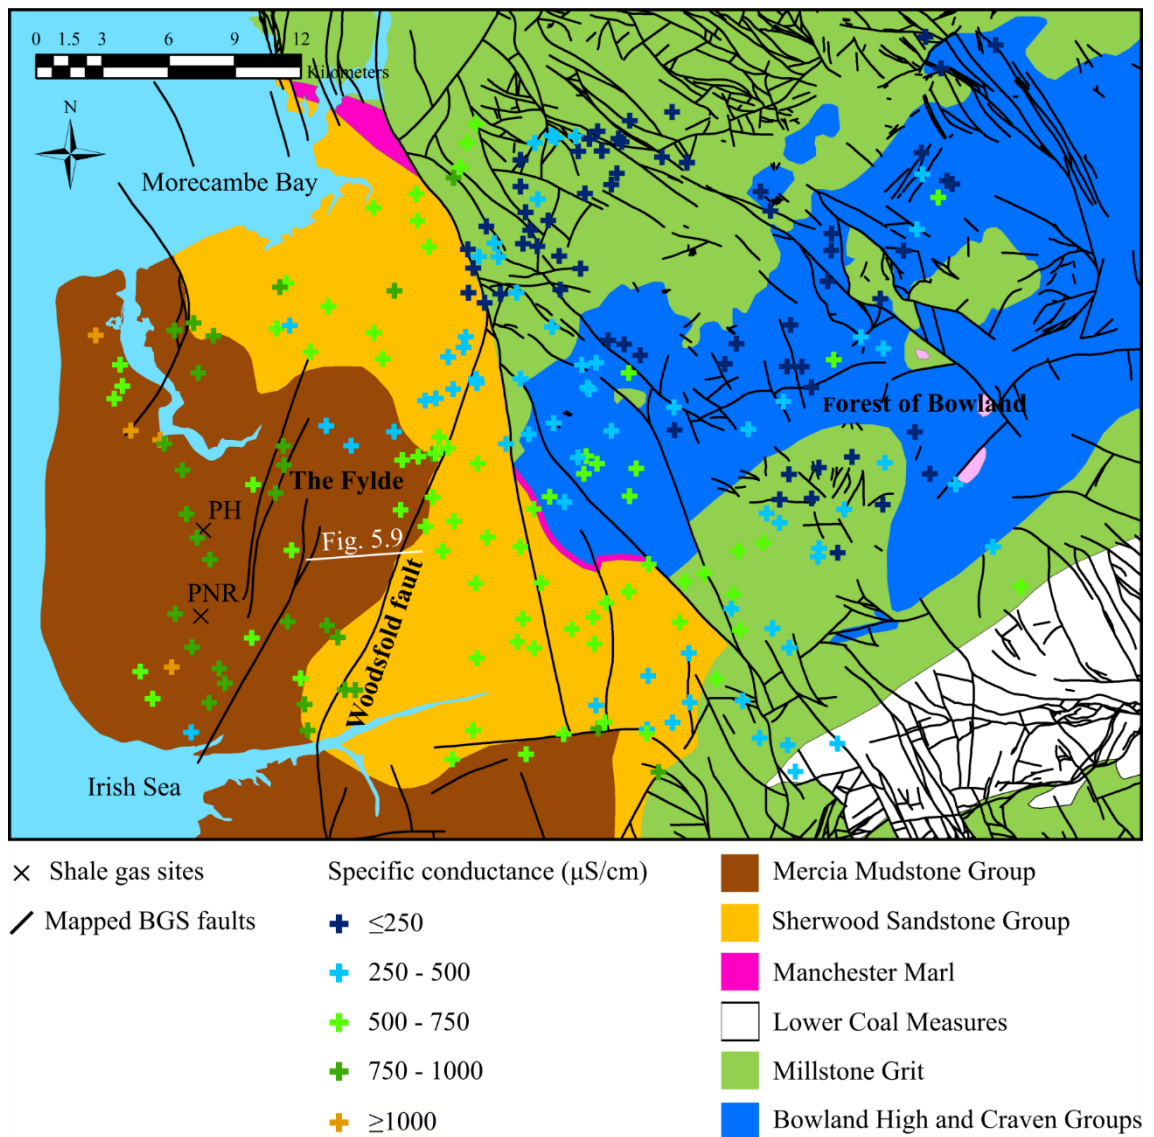 0 1.5 3 6 9 12
Kilometers
N
Morecambe Bay
Forest of Bowland
The Fylde
PH
Fig. 5.9
PNR
Woodsfold fault
Irish Sea
Shale gas sites
Mapped BGS faults
Specific conductance (μS/cm)
≤250
250 - 500
500 - 750
750 - 1000
≥1000
Mercia Mudstone Group
Sherwood Sandstone Group
Manchester Marl
Lower Coal Measures
Millstone Grit
Bowland High and Craven Groups